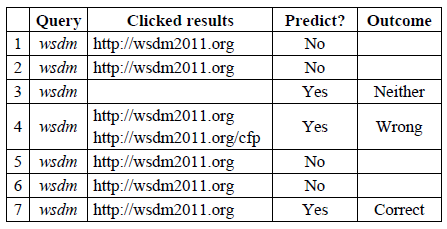 Query Clicked results Predict? Outcome
1 wsdm http://wsdm2011.org No
2 wsdm http://wsdm2011.org No
3 wsdm Yes Neither
4 wsdm http://wsdm2011.org http://wsdm2011.org/cfp Yes Wrong
5 wsdm http://wsdm2011.org No
6 wsdm http://wsdm2011.org No
7 wsdm http://wsdm2011.org Yes Correct